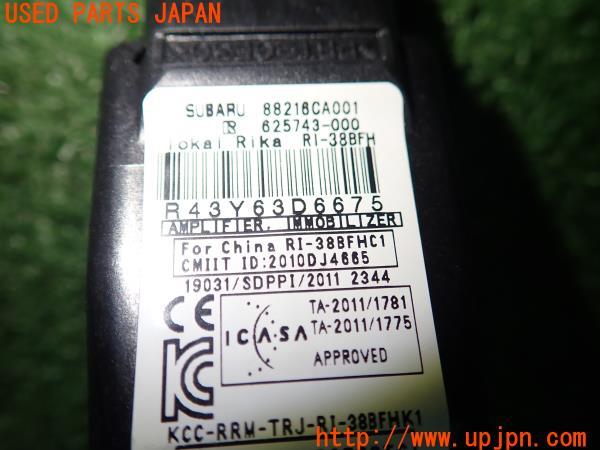 USED PARTS JAPAN
SUBARU 88216CA001
R 625743-000
Tokai Rika RI-38BFH
R43Y63D6675
AMPLIFIER, IMMOBILIZER
For China RI-38BFHC1
CMIIT ID:2010DJ4665
19031/SDPPI/2011 2344
CE
ICASA
TA-2011/1781
TA-2011/1775
APPROVED
KCC-RRM-TRJ-RI-38BFHK1
http://www.upjpn.com